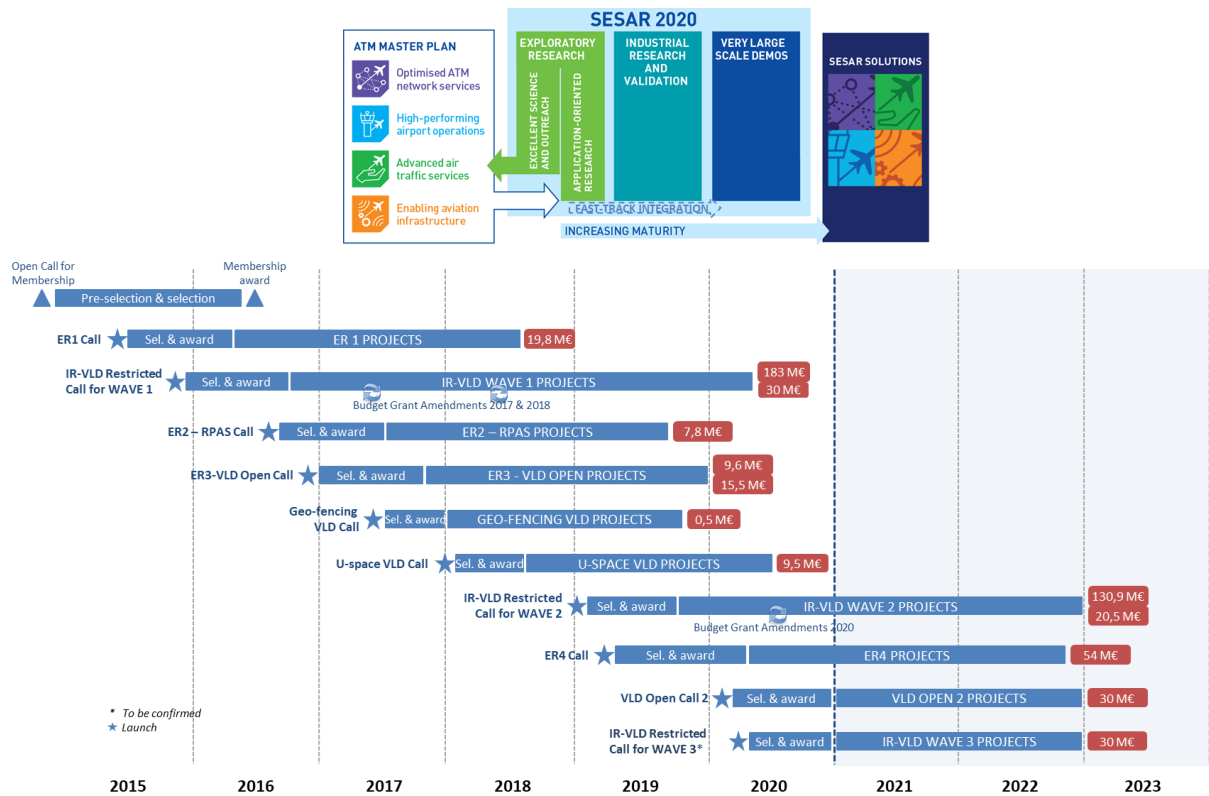 SESAR 2020
ATM MASTER PLAN
Optimised ATM
network services
High-performing
airport operations
Advanced air
traffic services
Enabling aviation
infrastructure
EXPLORATORY
RESEARCH
EXCELLENT SCIENCE
AND OUTREACH
APPLICATION-ORIENTED
RESEARCH
INDUSTRIAL
RESEARCH
AND
VALIDATION
VERY LARGE
SCALE DEMOS
SESAR SOLUTIONS
FAST-TRACK INTEGRATION
INCREASING MATURITY
Open Call for
Membership
Membership
award
Pre-selection & selection
ER1 Call
Sel. & award
ER 1 PROJECTS
19,8 M€
IR-VLD Restricted
Call for WAVE 1
Sel. & award
IR-VLD WAVE 1 PROJECTS
183 M€
30 M€
Budget Grant Amendments 2017 & 2018
ER2 – RPAS Call
Sel. & award
ER2 – RPAS PROJECTS
7,8 M€
ER3-VLD Open Call
Sel. & award
ER3 - VLD OPEN PROJECTS
9,6 M€
15,5 M€
Geo-fencing
VLD Call
Sel. & award
GEO-FENCING VLD PROJECTS
0,5 M€
U-space VLD Call
Sel. & award
U-SPACE VLD PROJECTS
9,5 M€
IR-VLD Restricted
Call for WAVE 2
Sel. & award
IR-VLD WAVE 2 PROJECTS
130,9 M€
20,5 M€
Budget Grant Amendments 2020
ER4 Call
Sel. & award
ER4 PROJECTS
54 M€
VLD Open Call 2
Sel. & award
VLD OPEN 2 PROJECTS
30 M€
IR-VLD Restricted
Call for WAVE 3*
Sel. & award
IR-VLD WAVE 3 PROJECTS
30 M€
* To be confirmed
Launch
2015 2016 2017 2018 2019 2020 2021 2022 2023